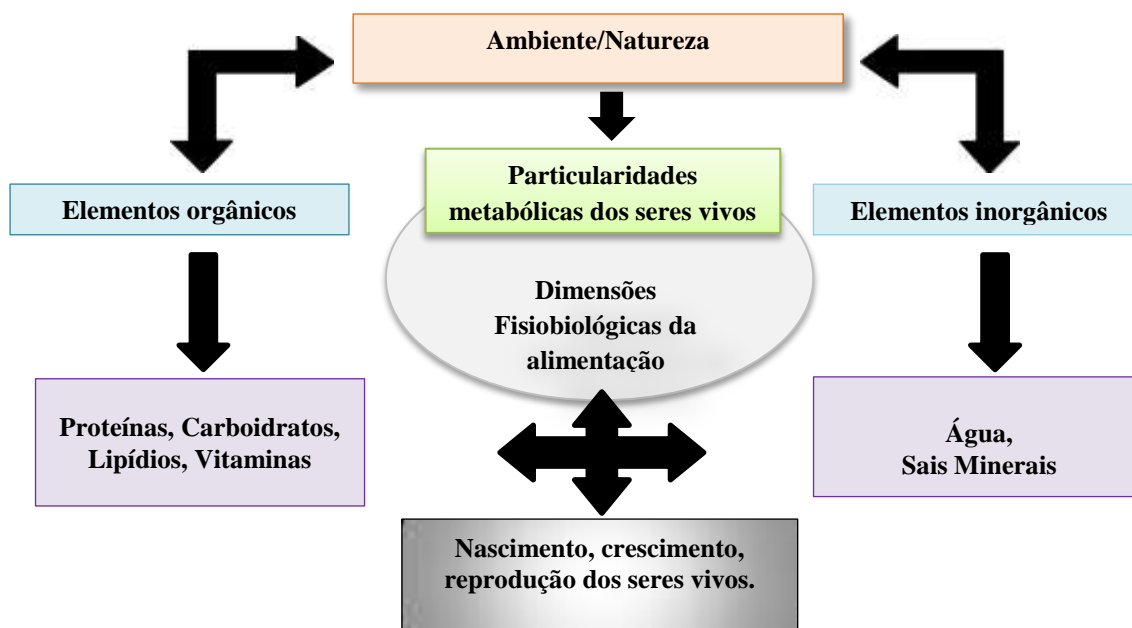 Ambiente/Natureza
Particularidades
metabólicas dos seres vivos
Elementos orgânicos
Elementos inorgânicos
Dimensões
Fisiobiológicas da
alimentação
Proteínas, Carboidratos,
Lipídios, Vitaminas
Água,
Sais Minerais
Nascimento, crescimento,
reprodução dos seres vivos.